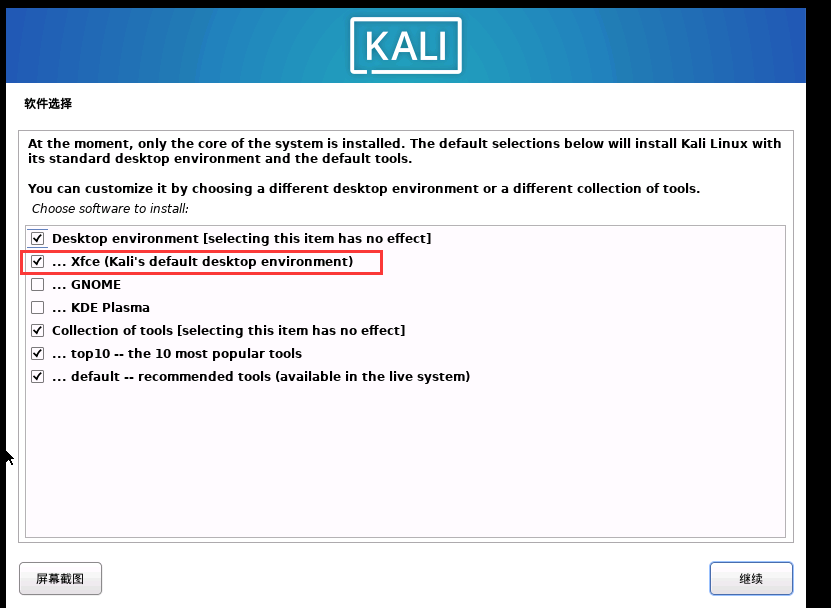 KALI
软件选择
At the moment, only the core of the system is installed. The default selections below will install Kali Linux with
its standard desktop environment and the default tools.
You can customize it by choosing a different desktop environment or a different collection of tools.
Choose software to install:
Desktop environment [selecting this item has no effect]
... Xfce (Kali's default desktop environment)
... GNOME
... KDE Plasma
Collection of tools [selecting this item has no effect]
... top10 -- the 10 most popular tools
... default -- recommended tools (available in the live system)
屏幕截图
继续